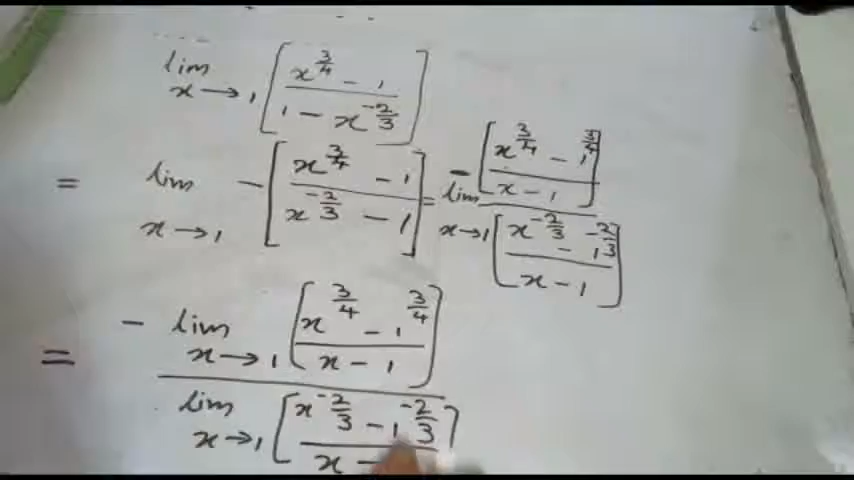 lim x→1 [ (x^{3/4} - 1) / (1 - x^{-2/3}) ]
= lim x→1 - [ (x^{3/4} - 1) / (x^{-2/3} - 1) ] = - lim x→1 [ (x^{3/4} - 1^{3/4}) / (x - 1) ] / [ (x^{-2/3} - 1^{-2/3}) / (x - 1) ]
= - lim x→1 [ (x^{3/4} - 1^{3/4}) / (x - 1) ] / lim x→1 [ (x^{-2/3} - 1^{-2/3}) / (x -